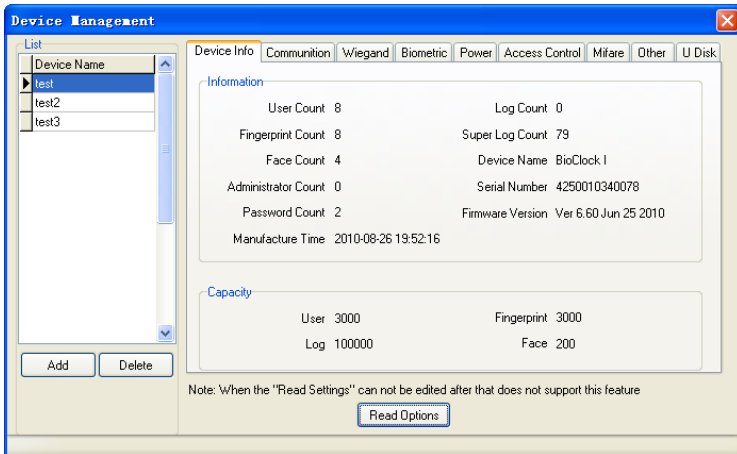 Device Management
List
Device Name
test
test2
test3
Add Delete
Device Info Communition Wiegand Biometric Power Access Control Mifare Other U Disk
Information
User Count 8 Log Count 0
Fingerprint Count 8 Super Log Count 79
Face Count 4 Device Name BioClock I
Administrator Count 0 Serial Number 4250010340078
Password Count 2 Firmware Version Ver 6.60 Jun 25 2010
Manufacture Time 2010-08-26 19:52:16
Capacity
User 3000 Fingerprint 3000
Log 100000 Face 200
Note: When the "Read Settings" can not be edited after that does not support this feature
Read Options